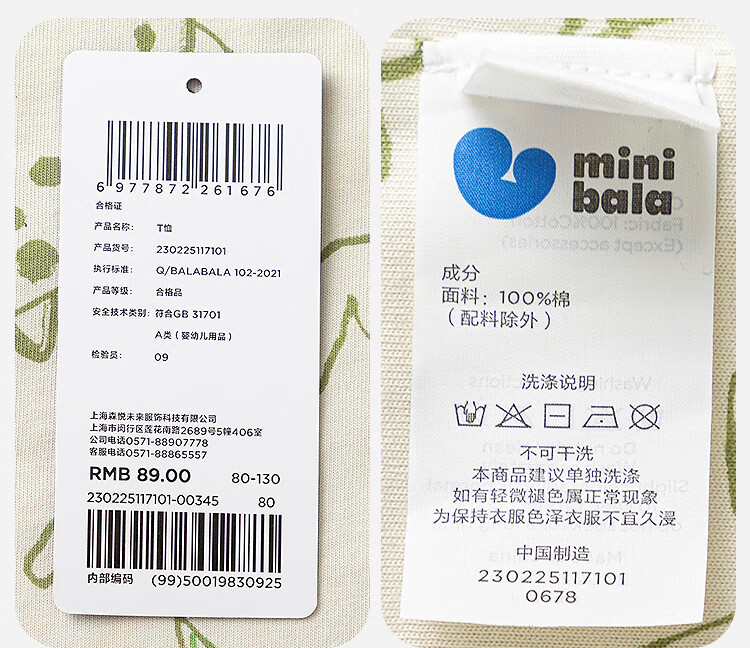 6 977872 261676
合格证
产品名称: T恤
产品货号: 230225117101
执行标准: Q/BALABALA 102-2021
产品等级: 合格品
安全技术类别: 符合GB 31701
A类(婴幼儿用品)
检验员: 09
上海森悦未来服饰科技有限公司
上海市闵行区莲花南路2689号5幢406室
公司电话0571-88907778
客服电话0571-88865557
RMB 89.00 80-130
230225117101-00345 80
内部编码 (99)50019830925
mini
bala
Fabric: 100%Cotton
(Except accessories)
成分
面料: 100%棉
(配料除外)
洗涤说明
不可干洗
本商品建议单独洗涤
如有轻微褪色属正常现象
为保持衣服色泽衣服不宜久浸
中国制造
230225117101
0678